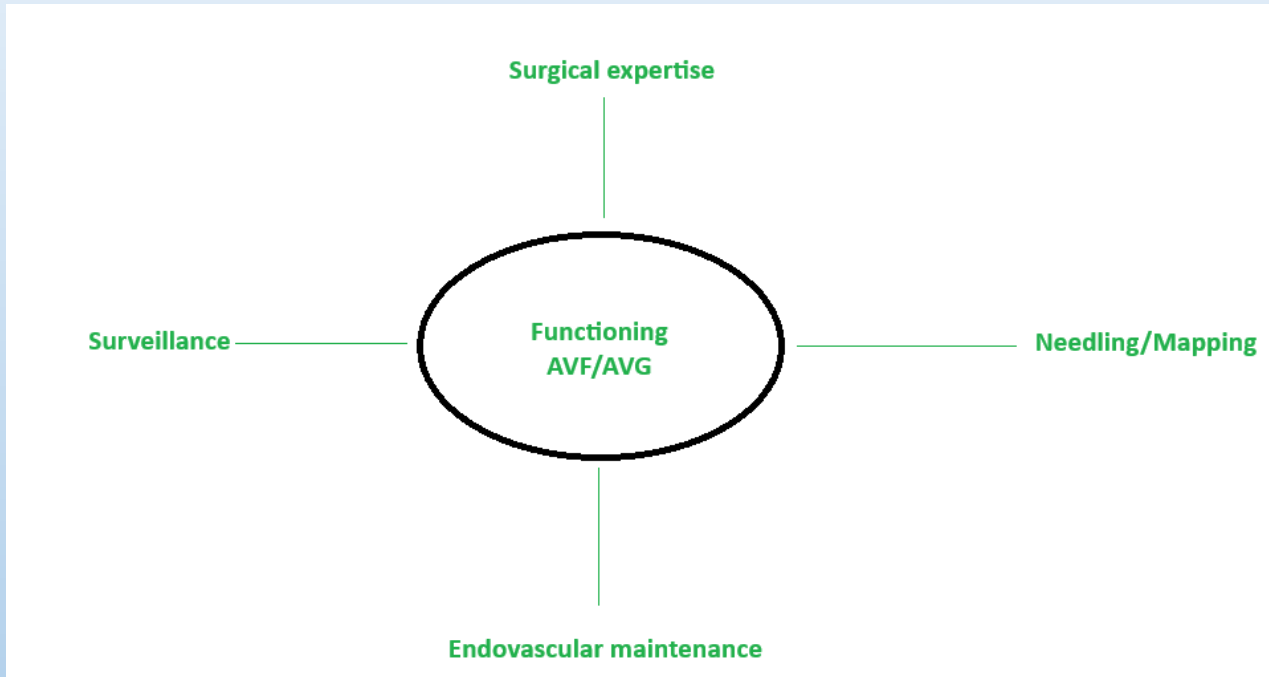 Surgical expertise
Surveillance
Functioning
AVF/AVG
Needling/Mapping
Endovascular maintenance